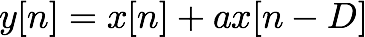 y[n] = x[n] + ax[n − D]